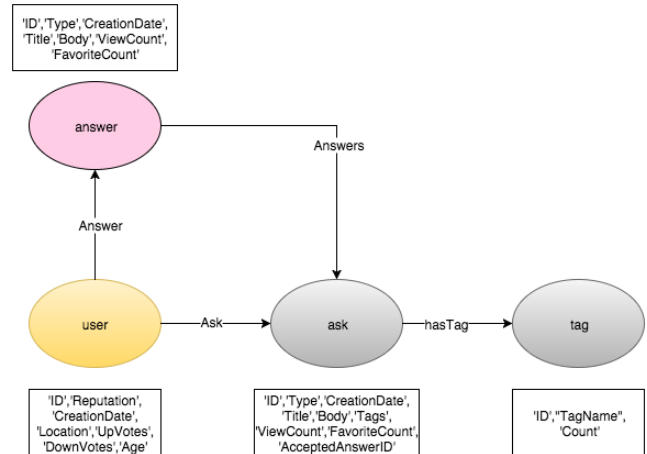 'ID','Type','CreationDate',
'Title','Body','ViewCount',
'FavoriteCount'
answer
Answers
Answer
user
Ask
ask
hasTag
tag
'ID','Reputation',
'CreationDate',
'Location','UpVotes',
'DownVotes','Age'
'ID','Type','CreationDate',
'Title','Body','Tags',
'ViewCount','FavoriteCount',
'AcceptedAnswerID'
'ID',"TagName",
'Count'